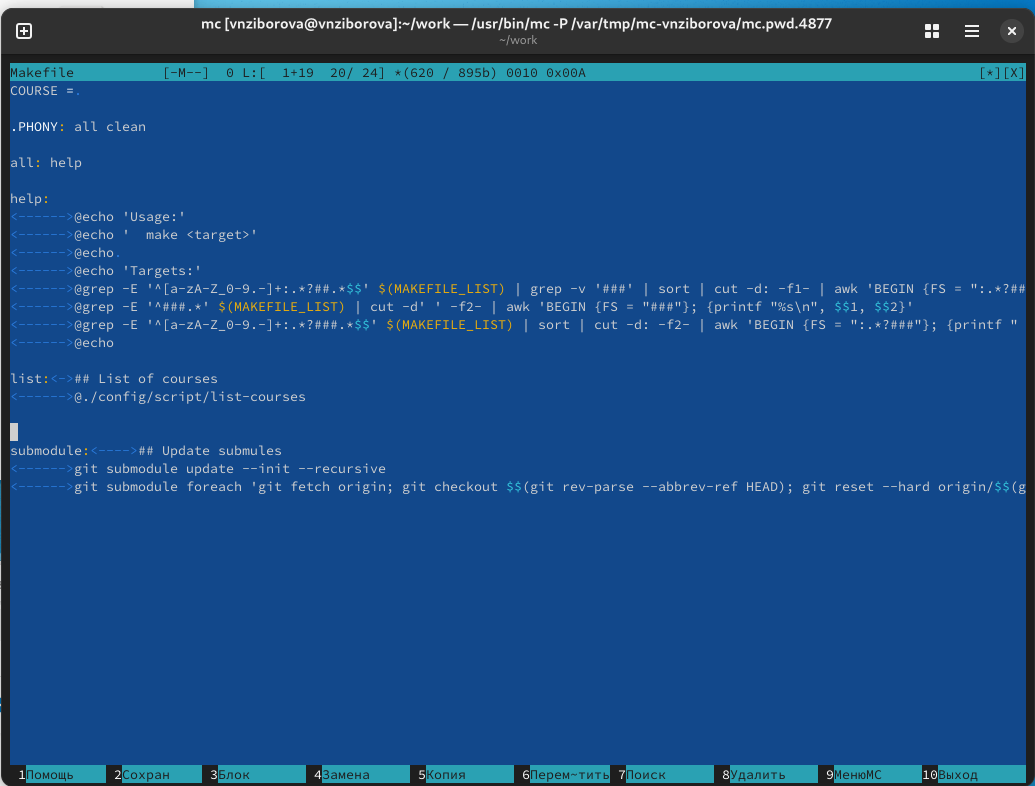 mc [vnziborova@vnziborova]:~/work — /usr/bin/mc -P /var/tmp/mc-vnziborova/mc.pwd.4877
~/work
Makefile [-M--] 0 L:[ 1+19 20/ 24] *(620 / 895b) 0010 0x00A [*][X]
COURSE =.
.PHONY: all clean
all: help
help:
<------>@echo 'Usage:'
<------>@echo '  make <target>'
<------>@echo.
<------>@echo 'Targets:'
<------>@grep -E '^[a-zA-Z_0-9.-]+:.*?##.*$$' $(MAKEFILE_LIST) | grep -v '###' | sort | cut -d: -f1- | awk 'BEGIN {FS = ":.*?##
<------>@grep -E '^###.*' $(MAKEFILE_LIST) | cut -d' ' -f2- | awk 'BEGIN {FS = "###"}; {printf "%s\n", $$1, $$2}'
<------>@grep -E '^[a-zA-Z_0-9.-]+:.*?###.*$$' $(MAKEFILE_LIST) | sort | cut -d: -f2- | awk 'BEGIN {FS = ":.*?###"}; {printf "
<------>@echo
list:<->## List of courses
<------>@./config/script/list-courses
submodule:<---->## Update submules
<------>git submodule update --init --recursive
<------>git submodule foreach 'git fetch origin; git checkout $$(git rev-parse --abbrev-ref HEAD); git reset --hard origin/$$(g
1Помощь 2Сохран 3Блок 4Замена 5Копия 6Перем~тить 7Поиск 8Удалить 9МенюMC 10Выход